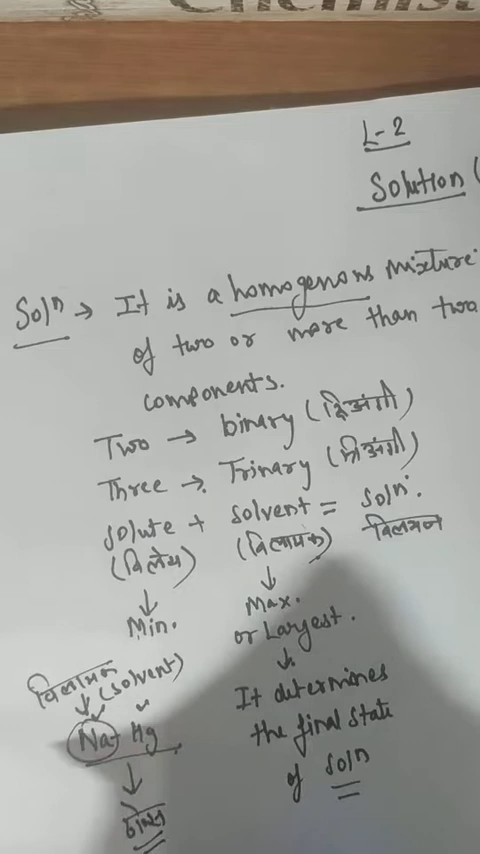 Chemist
L-2
Solution (
Solⁿ → It is a homogenous mixture
of two or more than two
components.
Two → binary (द्विअंगी)
Three → Trinary (त्रिअंगी)
solute + solvent = solⁿ.
(विलेय) (विलायक) विलयन
↓ ↓
Min. Max.
or Largest.
↓
It determines
the final state
of solⁿ
(solvent)
↓
Na + Hg
↓
ठोस